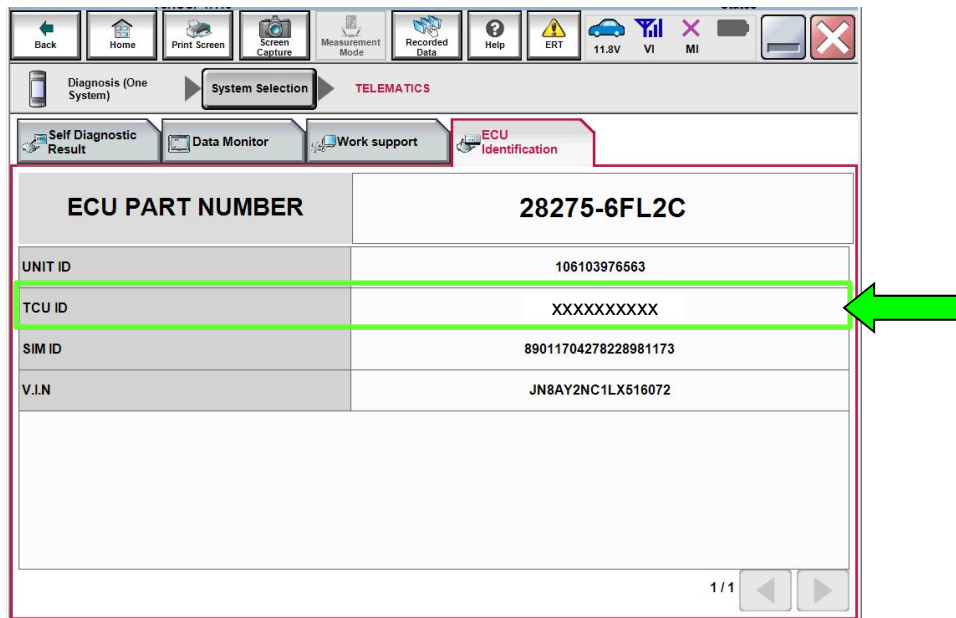 Back
Home
Print Screen
Screen
Capture
Measurement
Mode
Recorded
Data
Help
ERT
11.8V
VI
MI
Diagnosis (One
System)
System Selection
TELEMATICS
Self Diagnostic
Result
Data Monitor
Work support
ECU
Identification
ECU PART NUMBER
28275-6FL2C
UNIT ID
106103976563
TCU ID
XXXXXXXXXX
SIM ID
89011704278228981173
V.I.N
JN8AY2NC1LX516072
1/1